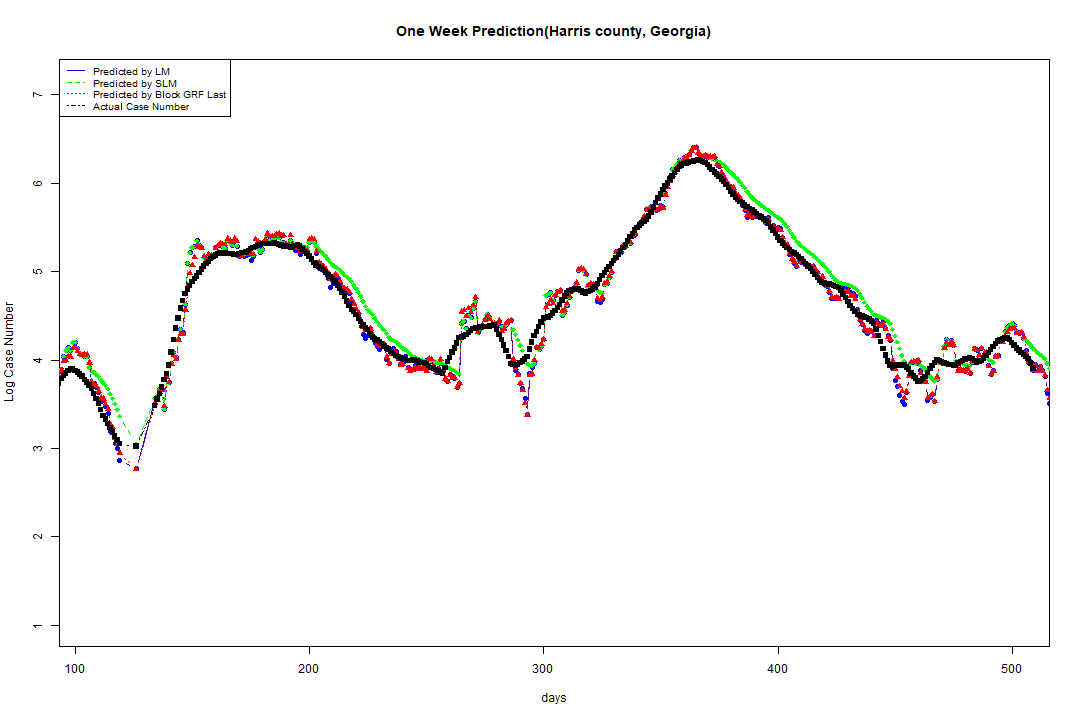 One Week Prediction(Harris county, Georgia)
Predicted by LM
Predicted by SLM
Predicted by Block GRF Last
Actual Case Number
7
6
5
4
3
2
1
Log Case Number
100 200 300 400 500
days